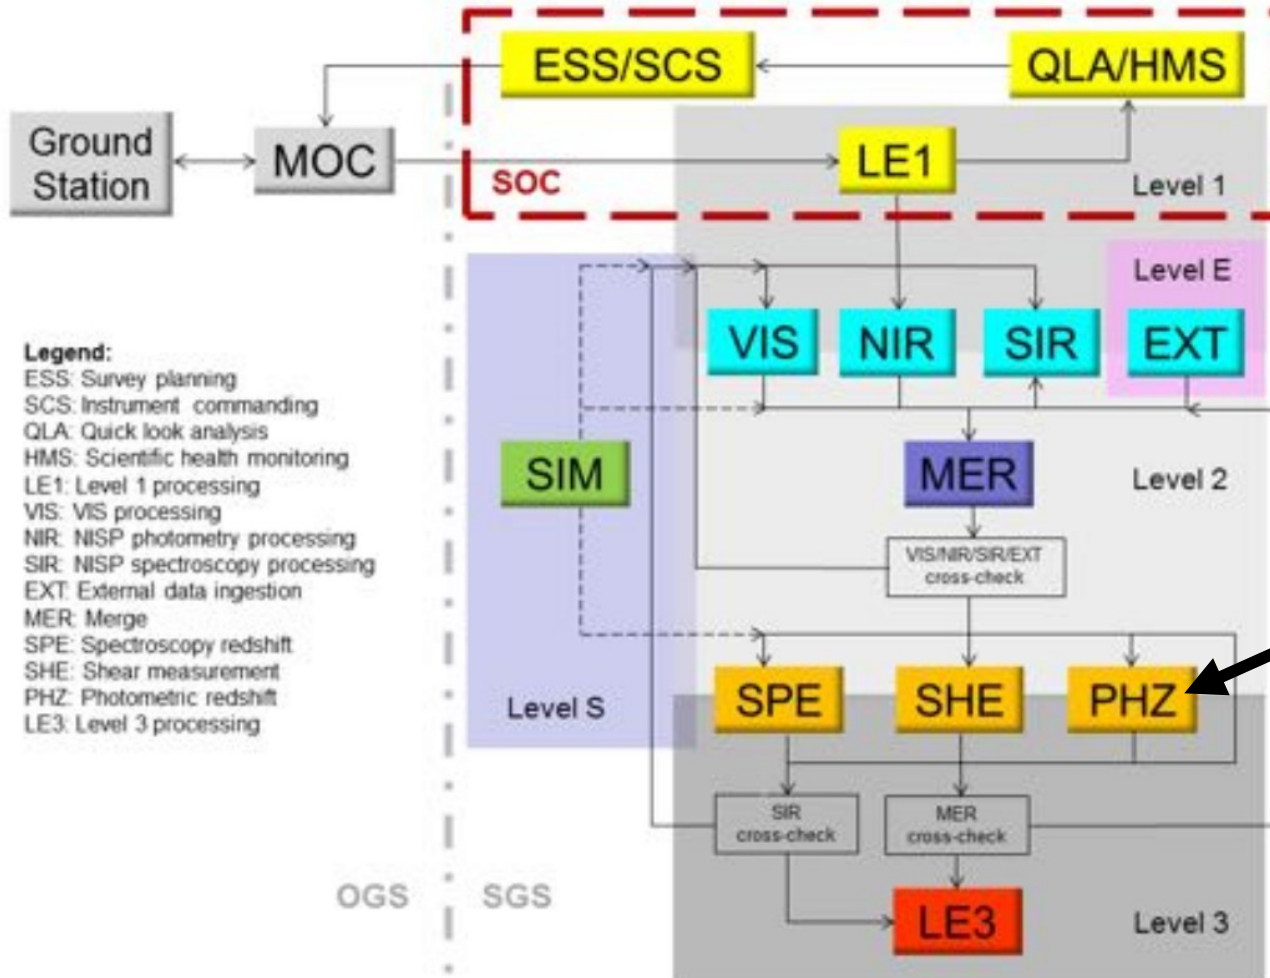 ESS/SCS
QLA/HMS
Ground
Station
MOC
LE1
SOC
Level 1
Level E
VIS
NIR
SIR
EXT
Legend:
ESS: Survey planning
SCS: Instrument commanding
QLA: Quick look analysis
HMS: Scientific health monitoring
LE1: Level 1 processing
VIS: VIS processing
NIR: NISP photometry processing
SIR: NISP spectroscopy processing
EXT: External data ingestion
MER: Merge
SPE: Spectroscopy redshift
SHE: Shear measurement
PHZ: Photometric redshift
LE3: Level 3 processing
SIM
MER
Level 2
VIS/NIR/SIR/EXT
cross-check
Level S
SPE
SHE
PHZ
SIR
cross-check
MER
cross-check
OGS
SGS
LE3
Level 3